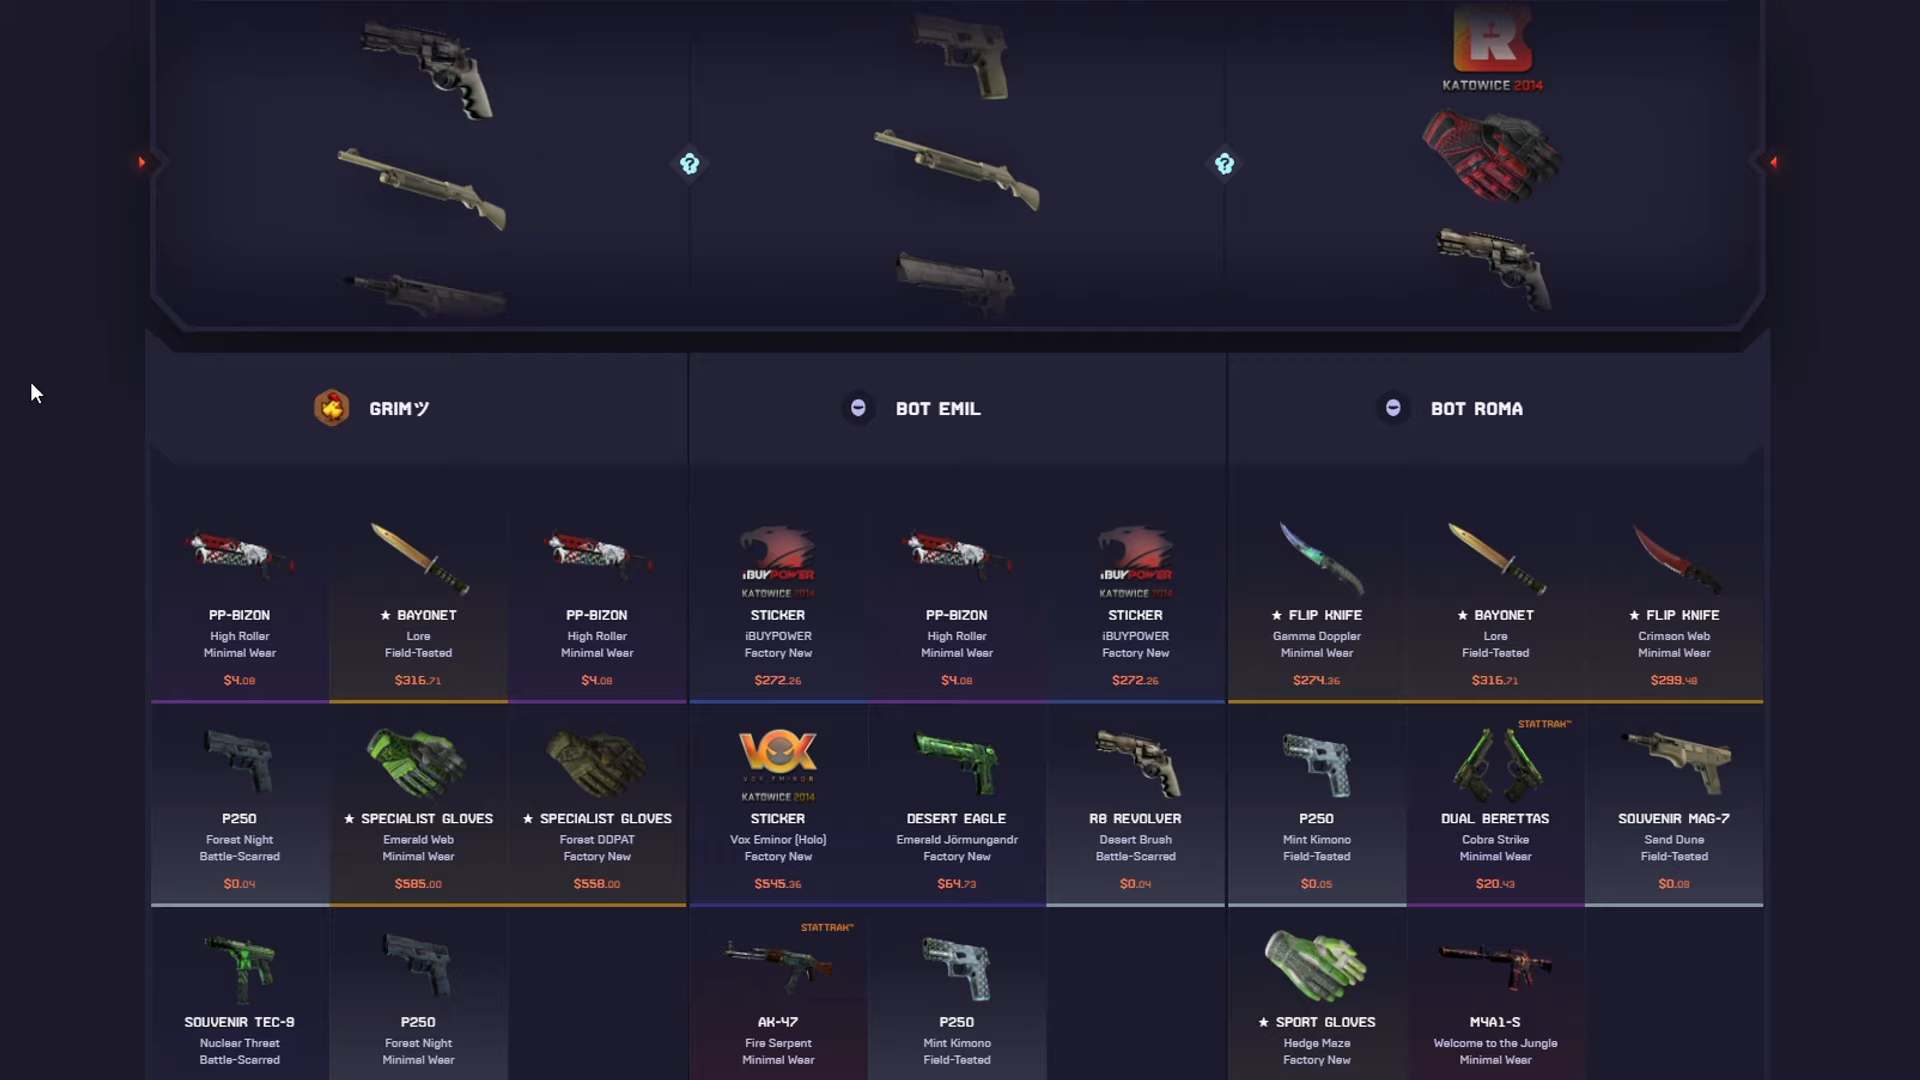 R
KATOWICE 2014
?
?
GRIMツ
BOT EMIL
BOT ROMA
iBUYPOWER
KATOWICE 2014
iBUYPOWER
KATOWICE 2014
PP-BIZON
High Roller
Minimal Wear
$4.08
★ BAYONET
Lore
Field-Tested
$316.71
PP-BIZON
High Roller
Minimal Wear
$4.08
STICKER
iBUYPOWER
Factory New
$272.26
PP-BIZON
High Roller
Minimal Wear
$4.08
STICKER
iBUYPOWER
Factory New
$272.26
★ FLIP KNIFE
Gamma Doppler
Minimal Wear
$274.36
★ BAYONET
Lore
Field-Tested
$316.71
★ FLIP KNIFE
Crimson Web
Minimal Wear
$299.48
P250
Forest Night
Battle-Scarred
$0.04
★ SPECIALIST GLOVES
Emerald Web
Minimal Wear
$585.00
★ SPECIALIST GLOVES
Forest DDPAT
Factory New
$558.00
VOX
VOX EMINOR
KATOWICE 2014
STICKER
Vox Eminor (Holo)
Factory New
$545.36
DESERT EAGLE
Emerald Jörmungandr
Factory New
$64.73
R8 REVOLVER
Desert Brush
Battle-Scarred
$0.04
P250
Mint Kimono
Field-Tested
$0.05
STATTRAK™
DUAL BERETTAS
Cobra Strike
Minimal Wear
$20.43
SOUVENIR MAG-7
Sand Dune
Field-Tested
$0.08
SOUVENIR TEC-9
Nuclear Threat
Battle-Scarred
P250
Forest Night
Minimal Wear
STATTRAK™
AK-47
Fire Serpent
Minimal Wear
P250
Mint Kimono
Field-Tested
★ SPORT GLOVES
Hedge Maze
Factory New
M4A1-S
Welcome to the Jungle
Minimal Wear